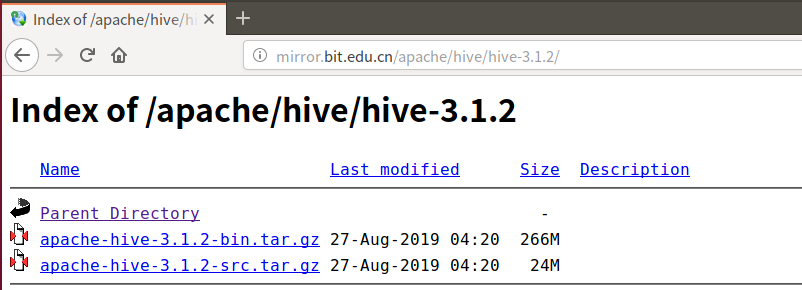 Index of /apache/hive/hi
mirror.bit.edu.cn/apache/hive/hive-3.1.2/
Index of /apache/hive/hive-3.1.2
Name Last modified Size Description
Parent Directory -
apache-hive-3.1.2-bin.tar.gz 27-Aug-2019 04:20 266M
apache-hive-3.1.2-src.tar.gz 27-Aug-2019 04:20 24M